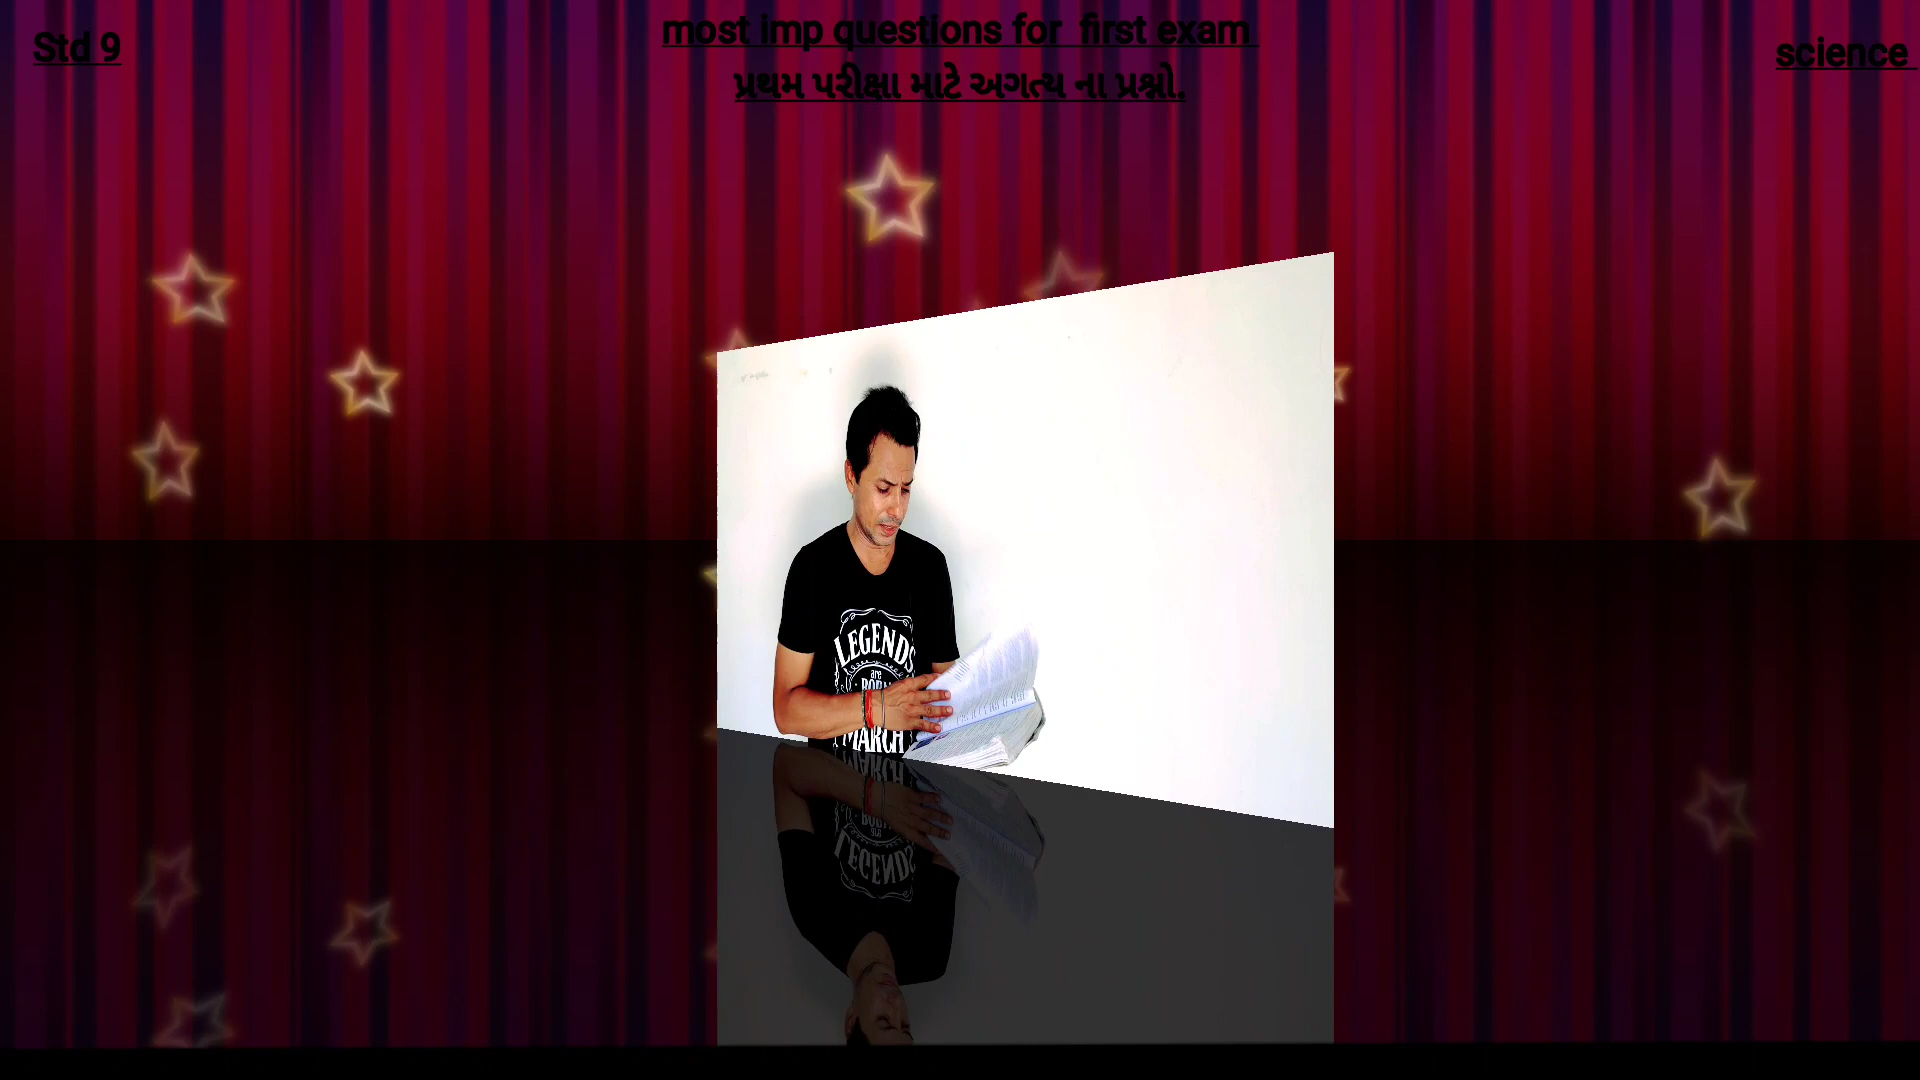 Std 9
most imp questions for first exam
પ્રથમ પરીક્ષા માટે અગત્ય ના પ્રશ્નો.
science
LEGENDS
are
BORN
MARCH